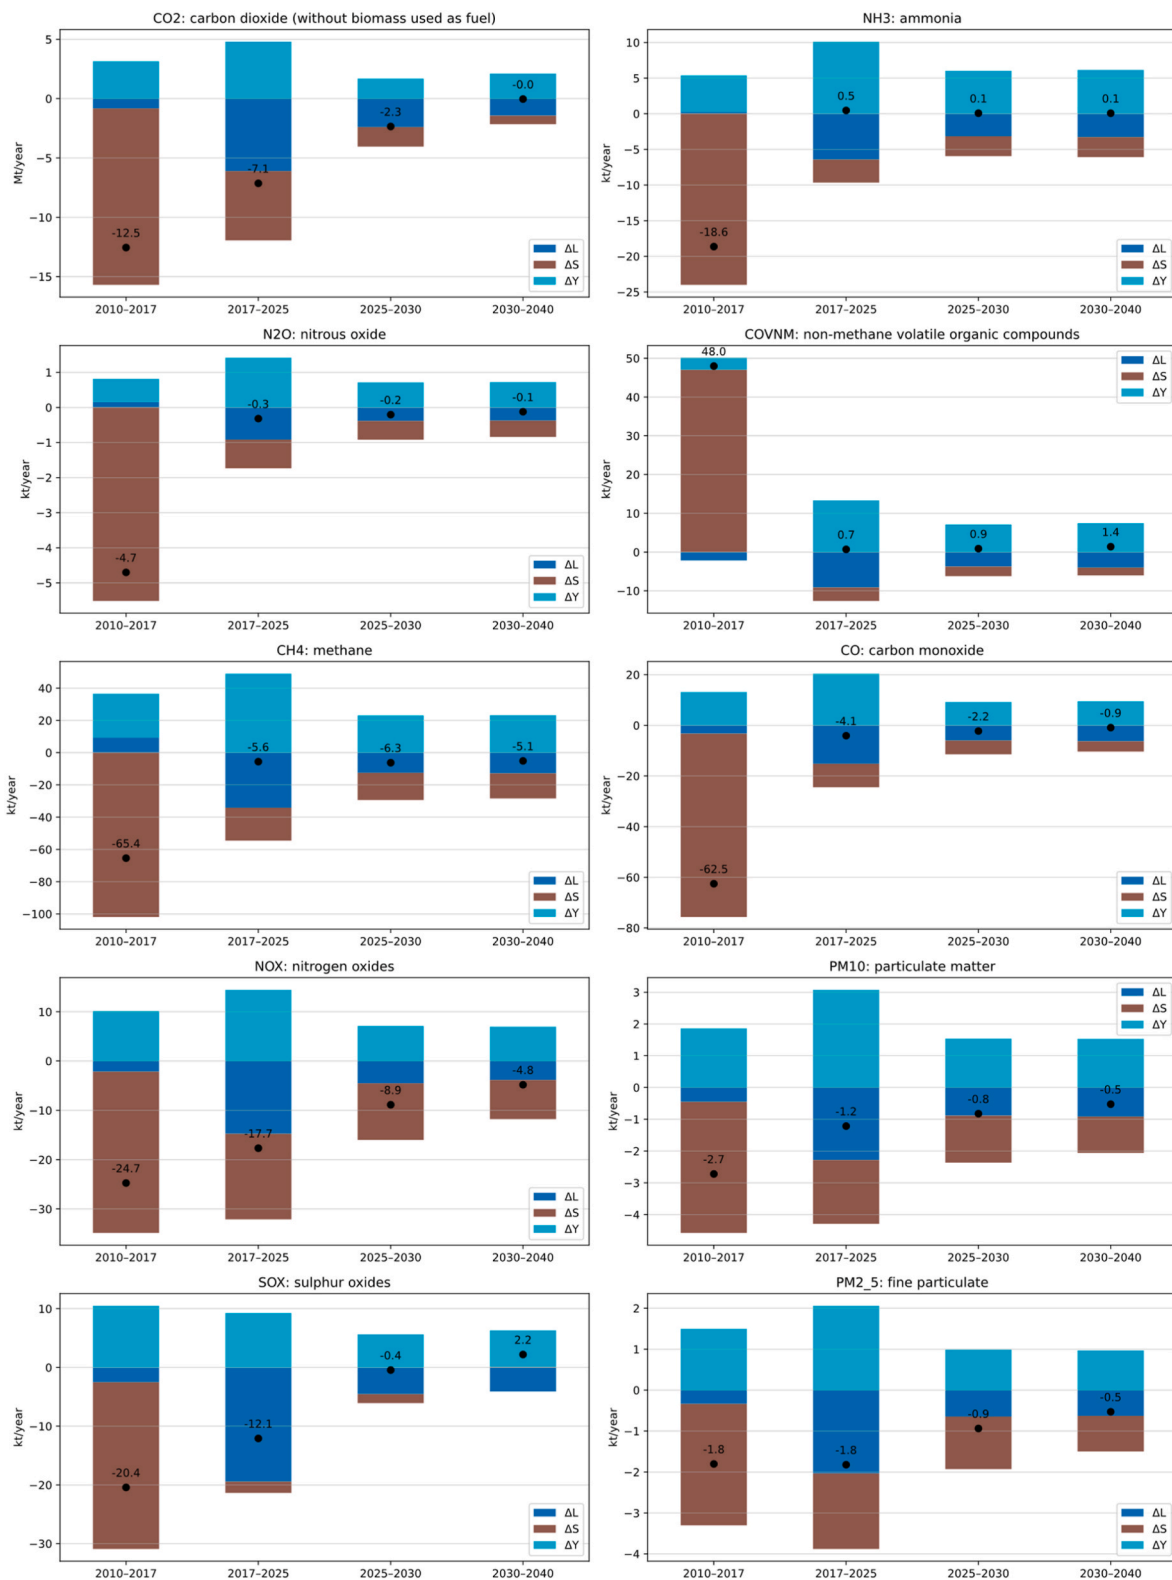 CO2: carbon dioxide (without biomass used as fuel)
5
0
−5
−10
−15
Mt/year
-12.5
-7.1
-2.3
-0.0
ΔL
ΔS
ΔY
2010–2017
2017–2025
2025–2030
2030–2040
NH3: ammonia
10
5
0
−5
−10
−15
−20
−25
kt/year
-18.6
0.5
0.1
0.1
ΔL
ΔS
ΔY
2010–2017
2017–2025
2025–2030
2030–2040
N2O: nitrous oxide
1
0
−1
−2
−3
−4
−5
kt/year
-4.7
-0.3
-0.2
-0.1
ΔL
ΔS
ΔY
2010–2017
2017–2025
2025–2030
2030–2040
COVNM: non-methane volatile organic compounds
50
40
30
20
10
0
−10
kt/year
48.0
0.7
0.9
1.4
ΔL
ΔS
ΔY
2010–2017
2017–2025
2025–2030
2030–2040
CH4: methane
40
20
0
−20
−40
−60
−80
−100
kt/year
-65.4
-5.6
-6.3
-5.1
ΔL
ΔS
ΔY
2010–2017
2017–2025
2025–2030
2030–2040
CO: carbon monoxide
20
0
−20
−40
−60
−80
kt/year
-62.5
-4.1
-2.2
-0.9
ΔL
ΔS
ΔY
2010–2017
2017–2025
2025–2030
2030–2040
NOX: nitrogen oxides
10
0
−10
−20
−30
kt/year
-24.7
-17.7
-8.9
-4.8
ΔL
ΔS
ΔY
2010–2017
2017–2025
2025–2030
2030–2040
PM10: particulate matter
3
2
1
0
−1
−2
−3
−4
kt/year
-2.7
-1.2
-0.8
-0.5
ΔL
ΔS
ΔY
2010–2017
2017–2025
2025–2030
2030–2040
SOX: sulphur oxides
10
0
−10
−20
−30
kt/year
-20.4
-12.1
-0.4
2.2
ΔL
ΔS
ΔY
2010–2017
2017–2025
2025–2030
2030–2040
PM2_5: fine particulate
2
1
0
−1
−2
−3
−4
kt/year
-1.8
-1.8
-0.9
-0.5
ΔL
ΔS
ΔY
2010–2017
2017–2025
2025–2030
2030–2040